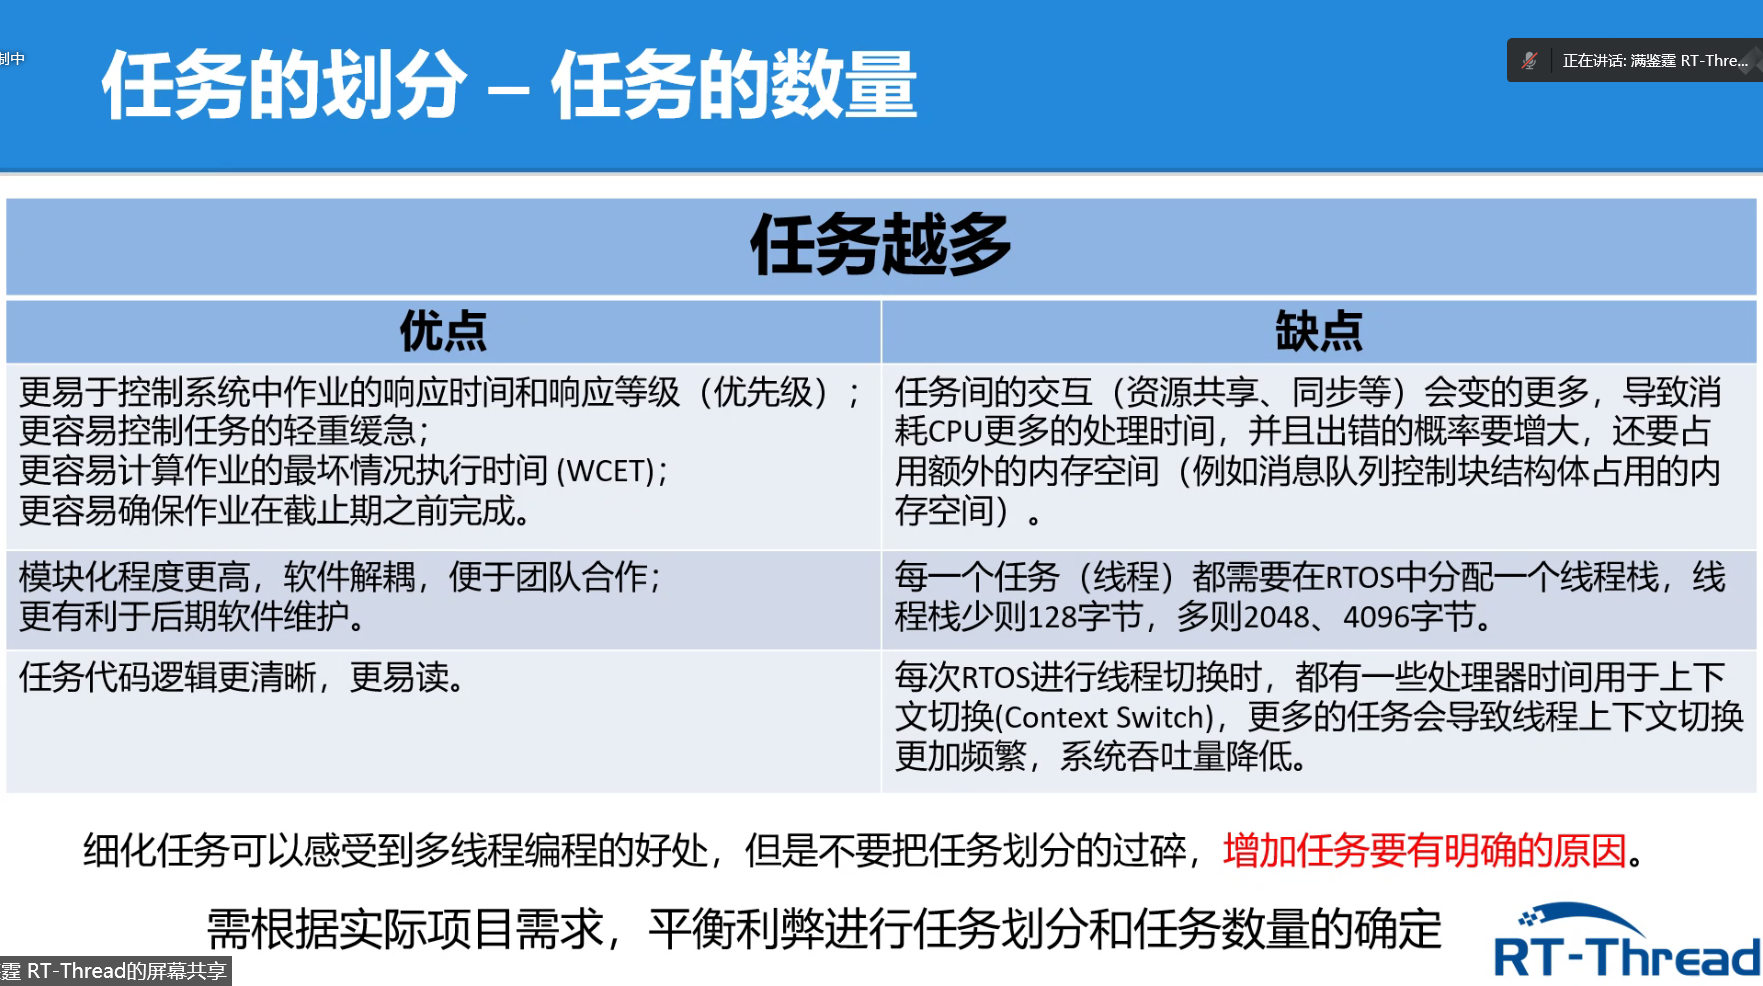 制中
任务的划分 – 任务的数量
正在讲话: 满鉴霆 RT-Thre...
任务越多
优点
缺点
更易于控制系统中作业的响应时间和响应等级（优先级）；
更容易控制任务的轻重缓急；
更容易计算作业的最坏情况执行时间 (WCET)；
更容易确保作业在截止期之前完成。
任务间的交互（资源共享、同步等）会变的更多，导致消
耗CPU更多的处理时间，并且出错的概率要增大，还要占
用额外的内存空间（例如消息队列控制块结构体占用的内
存空间）。
模块化程度更高，软件解耦，便于团队合作；
更有利于后期软件维护。
每一个任务（线程）都需要在RTOS中分配一个线程栈，线
程栈少则128字节，多则2048、4096字节。
任务代码逻辑更清晰，更易读。
每次RTOS进行线程切换时，都有一些处理器时间用于上下
文切换(Context Switch)，更多的任务会导致线程上下文切换
更加频繁，系统吞吐量降低。
细化任务可以感受到多线程编程的好处，但是不要把任务划分的过碎，增加任务要有明确的原因。
需根据实际项目需求，平衡利弊进行任务划分和任务数量的确定
RT-Thread
霆 RT-Thread的屏幕共享